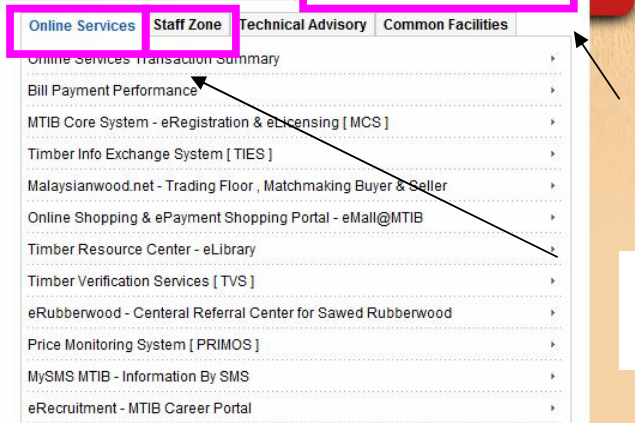 Online Services Staff Zone Technical Advisory Common Facilities
Online Services Transaction Summary
Bill Payment Performance
MTIB Core System - eRegistration & eLicensing [ MCS ]
Timber Info Exchange System [ TIES ]
Malaysianwood.net - Trading Floor , Matchmaking Buyer & Seller
Online Shopping & ePayment Shopping Portal - eMall@MTIB
Timber Resource Center - eLibrary
Timber Verification Services [ TVS ]
eRubberwood - Centeral Referral Center for Sawed Rubberwood
Price Monitoring System [ PRIMOS ]
MySMS MTIB - Information By SMS
eRecruitment - MTIB Career Portal